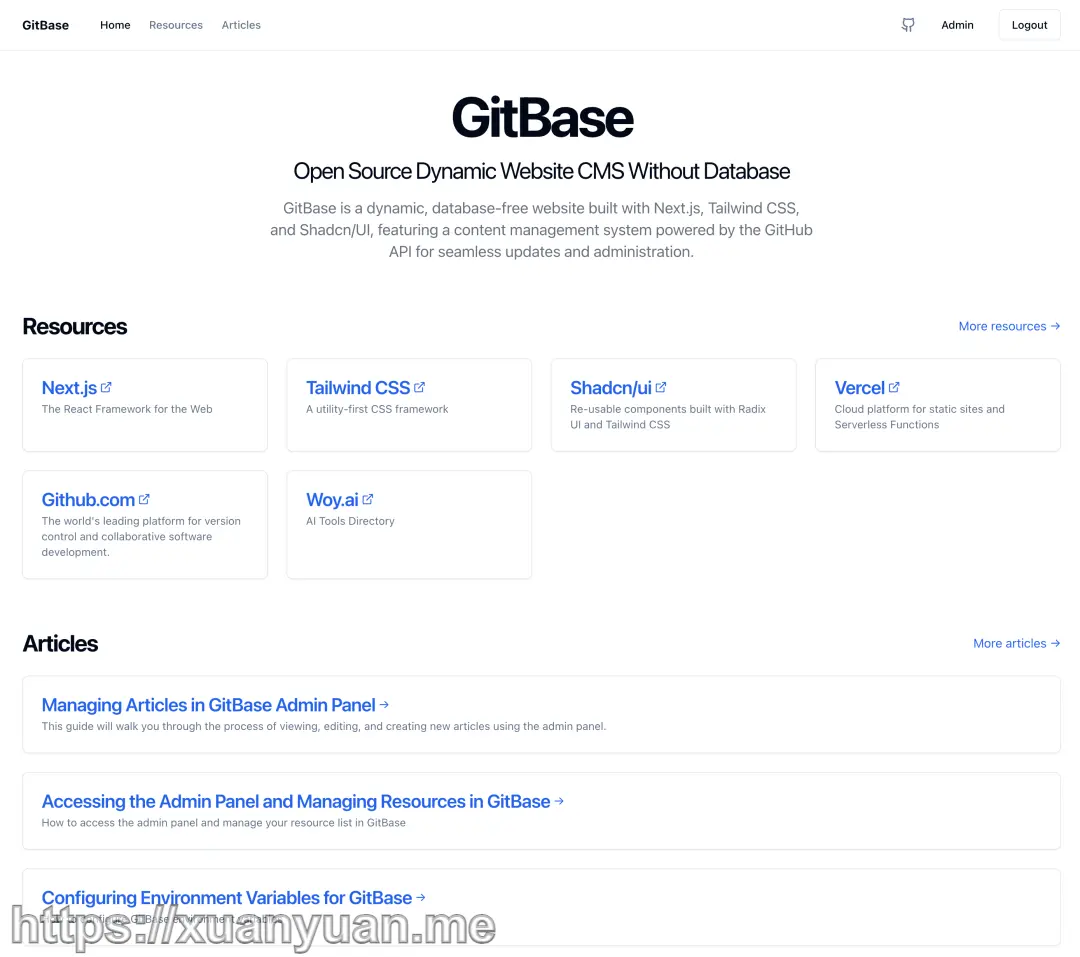 GitBase Home Resources Articles Admin Logout
GitBase
Open Source Dynamic Website CMS Without Database
GitBase is a dynamic, database-free website built with Next.js, Tailwind CSS,
and Shadcn/UI, featuring a content management system powered by the GitHub
API for seamless updates and administration.
Resources
More resources →
Next.js
The React Framework for the Web
Tailwind CSS
A utility-first CSS framework
Shadcn/ui
Re-usable components built with Radix
UI and Tailwind CSS
Vercel
Cloud platform for static sites and
Serverless Functions
Github.com
The world's leading platform for version
control and collaborative software
development.
Woy.ai
AI Tools Directory
Articles
More articles →
Managing Articles in GitBase Admin Panel →
This guide will walk you through the process of viewing, editing, and creating new articles using the admin panel.
Accessing the Admin Panel and Managing Resources in GitBase →
How to access the admin panel and manage your resource list in GitBase
Configuring Environment Variables for GitBase →
configure GitBase environment variables
https://xuanyuan.me